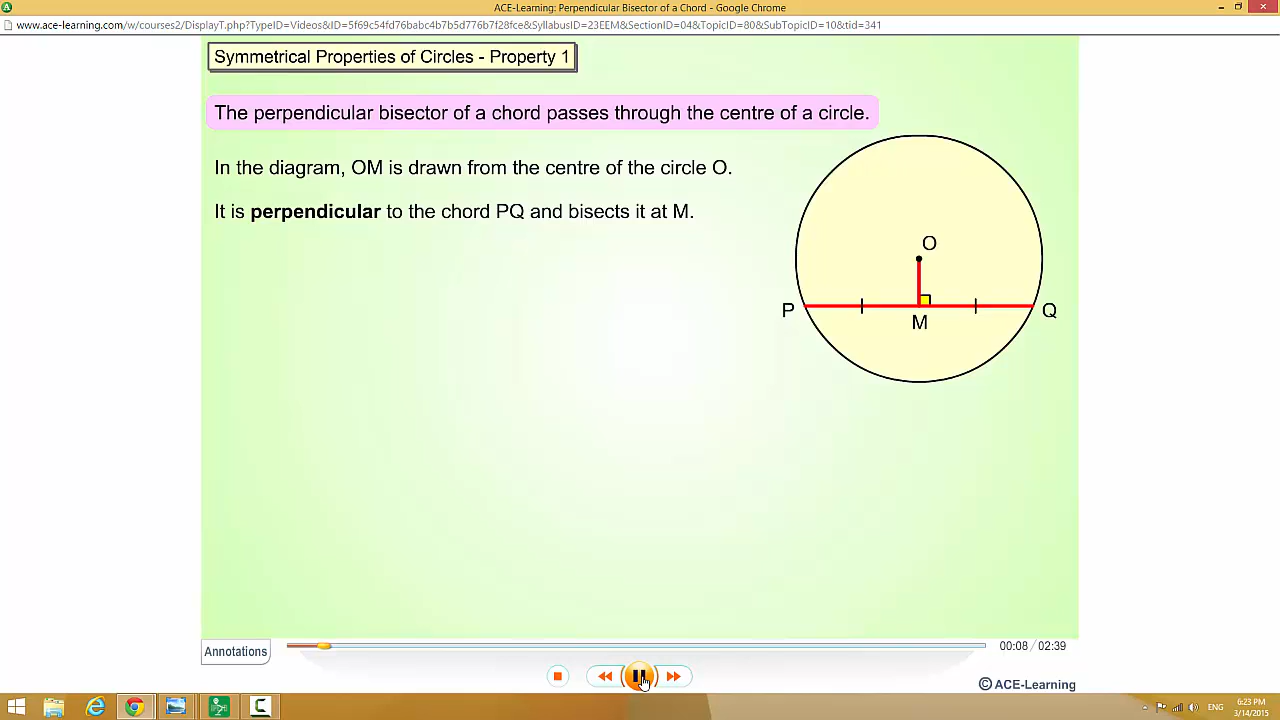 ACE-Learning: Perpendicular Bisector of a Chord - Google Chrome
www.ace-learning.com/w/courses2/DisplayT.php?TypeID=Videos&ID=5f69c54fd76babc4b7b5d776b7f28fce&SyllabusID=23EEM&SectionID=04&TopicID=80&SubTopicID=10&tid=341
Symmetrical Properties of Circles - Property 1
The perpendicular bisector of a chord passes through the centre of a circle.
In the diagram, OM is drawn from the centre of the circle O.
It is perpendicular to the chord PQ and bisects it at M.
O
P
M
Q
Annotations
00:08 / 02:39
© ACE-Learning
ENG
6:23 PM
3/14/2015